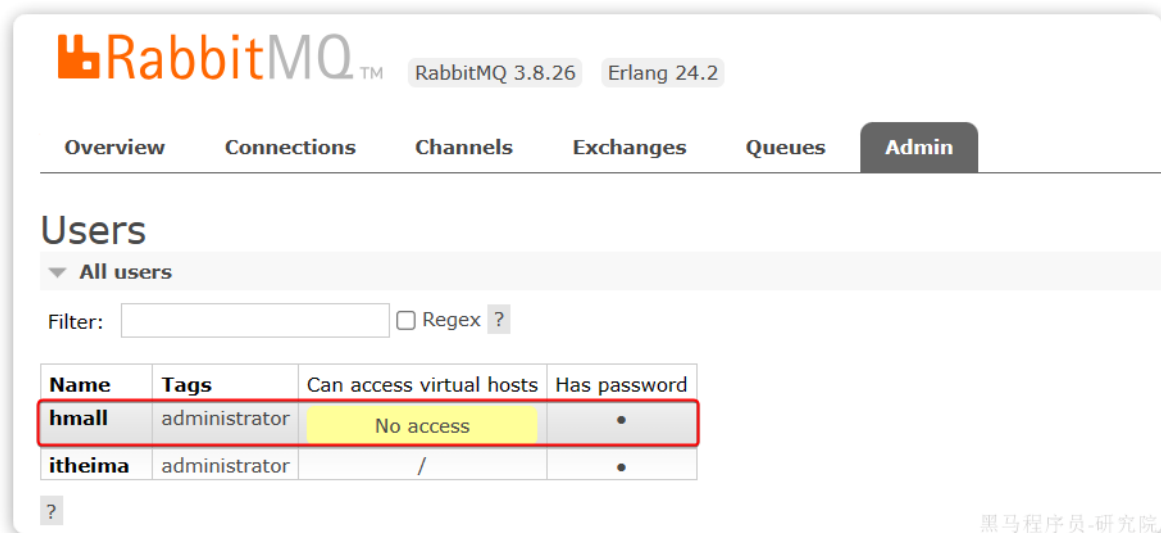 RabbitMQ TM RabbitMQ 3.8.26 Erlang 24.2
Overview Connections Channels Exchanges Queues Admin
Users
All users
Filter: Regex ?
Name Tags Can access virtual hosts Has password
hmall administrator No access ●
itheima administrator / ●
?
黑马程序员-研究院